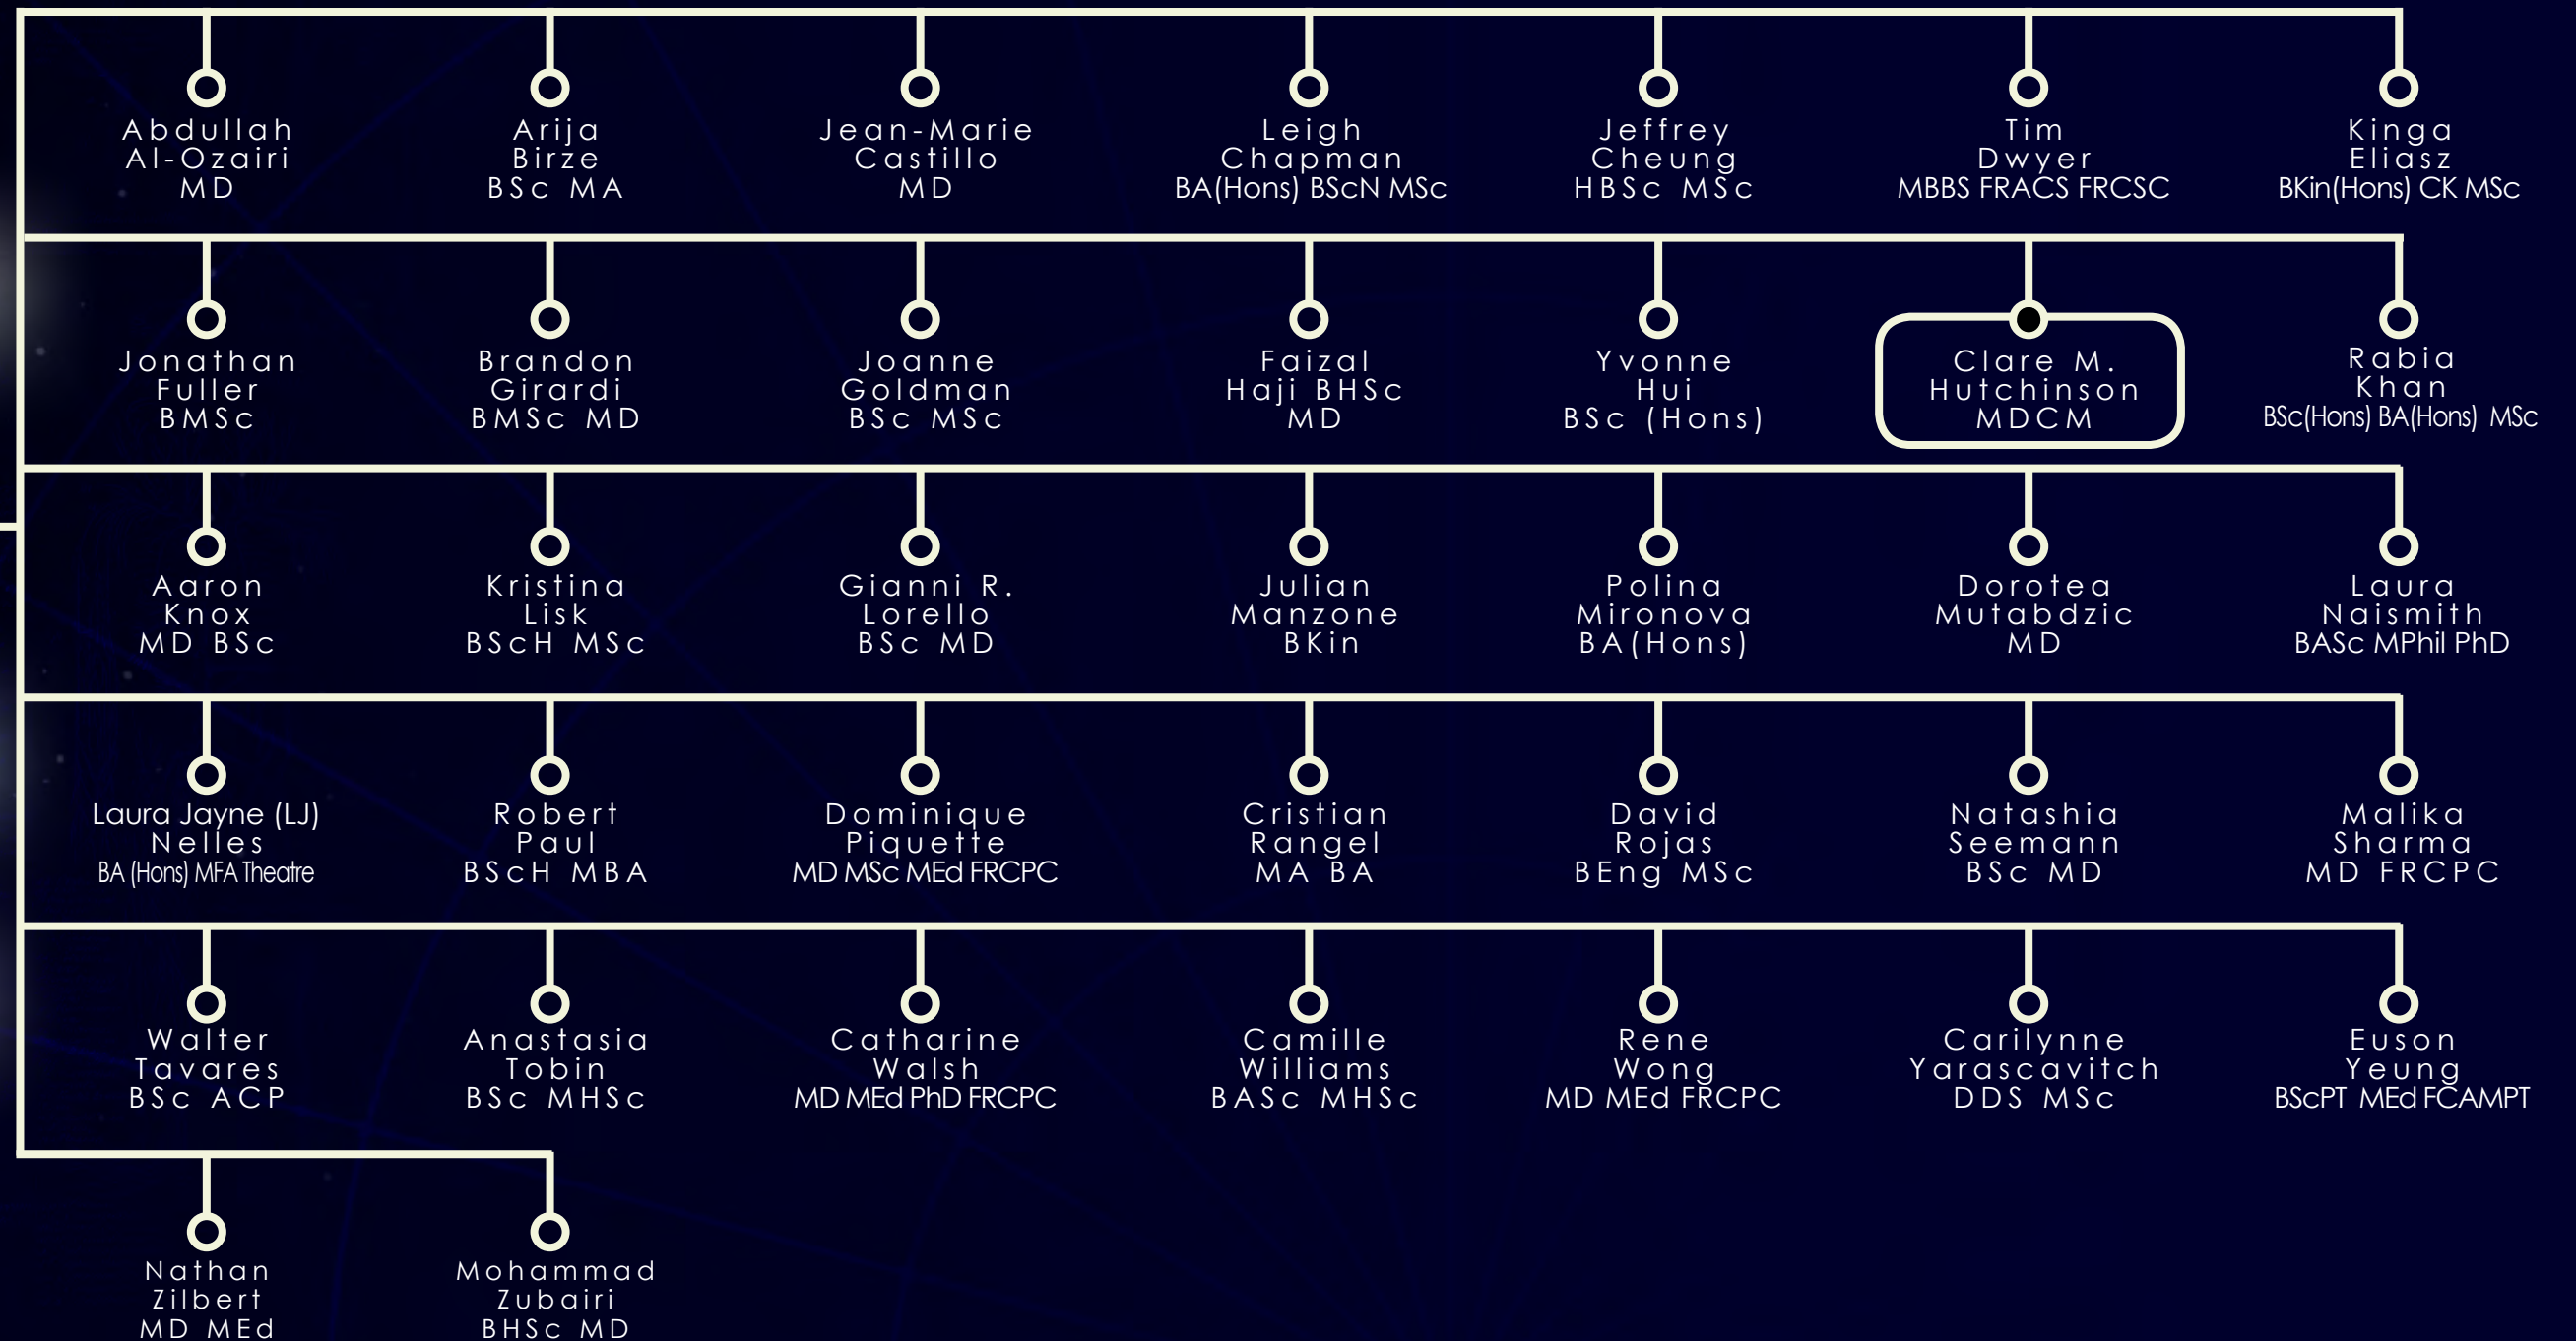 Abdullah
Al-Ozairi
MD
Arija
Birze
BSc MA
Jean-Marie
Castillo
MD
Leigh
Chapman
BA(Hons) BScN MSc
Jeffrey
Cheung
HBSc MSc
Tim
Dwyer
MBBS FRACS FRCSC
Kinga
Eliasz
BKin(Hons) CK MSc
Jonathan
Fuller
BMSc
Brandon
Girardi
BMSc MD
Joanne
Goldman
BSc MSc
Faizal
Haji BHSc
MD
Yvonne
Hui
BSc (Hons)
Clare M.
Hutchinson
MDCM
Rabia
Khan
BSc(Hons) BA(Hons) MSc
Aaron
Knox
MD BSc
Kristina
Lisk
BScH MSc
Gianni R.
Lorello
BSc MD
Julian
Manzone
BKin
Polina
Mironova
BA(Hons)
Dorotea
Mutabdzic
MD
Laura
Naismith
BASc MPhil PhD
Laura Jayne (LJ)
Nelles
BA (Hons) MFA Theatre
Robert
Paul
BScH MBA
Dominique
Piquette
MD MSc MEd FRCPC
Cristian
Rangel
MA BA
David
Rojas
BEng MSc
Natashia
Seemann
BSc MD
Malika
Sharma
MD FRCPC
Walter
Tavares
BSc ACP
Anastasia
Tobin
BSc MHSc
Catharine
Walsh
MD MEd PhD FRCPC
Camille
Williams
BASc MHSc
Rene
Wong
MD MEd FRCPC
Carilynne
Yarascavitch
DDS MSc
Euson
Yeung
BScPT MEd FCAMPT
Nathan
Zilbert
MD MEd
Mohammad
Zubairi
BHSc MD